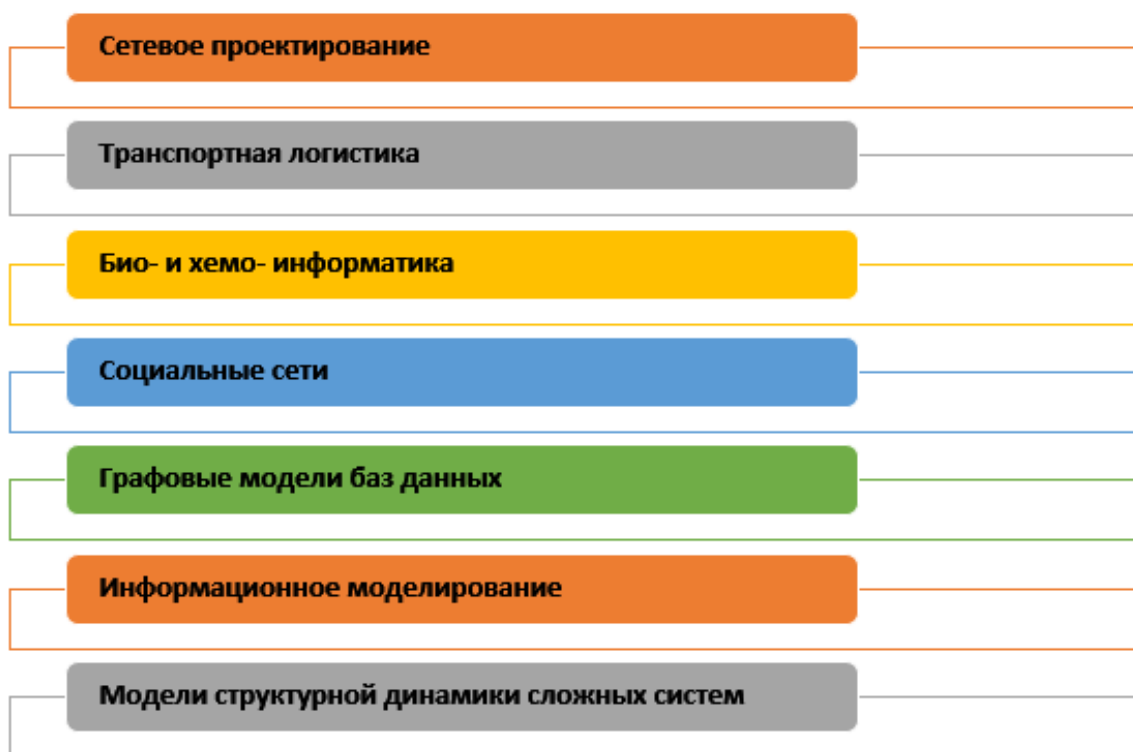 Сетевое проектирование
Транспортная логистика
Био- и хемо- информатика
Социальные сети
Графовые модели баз данных
Информационное моделирование
Модели структурной динамики сложных систем